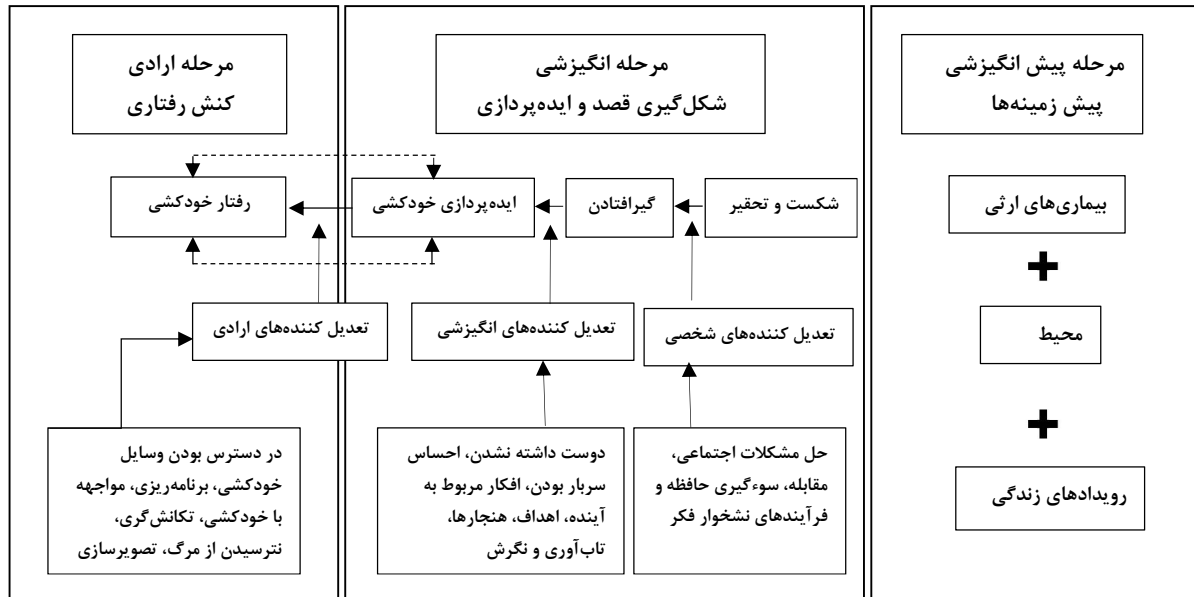 مرحله پیش انگیزشی
پیش زمینه‌ها
بیماری‌های ارثی
+
محیط
+
رویدادهای زندگی
مرحله انگیزشی
شکل‌گیری قصد و ایده‌پردازی
شکست و تحقیر
گیرافتادن
ایده‌پردازی خودکشی
تعدیل کننده‌های شخصی
تعدیل کننده‌های انگیزشی
حل مشکلات اجتماعی،
مقابله، سوءگیری حافظه و
فرآیندهای نشخوار فکر
دوست داشته نشدن، احساس
سربار بودن، افکار مربوط به
آینده، اهداف، هنجارها،
تاب‌آوری و نگرش
مرحله ارادی
کنش رفتاری
رفتار خودکشی
تعدیل کننده‌های ارادی
در دسترس بودن وسایل
خودکشی، برنامه‌ریزی، مواجهه
با خودکشی، تکانش‌گری،
نترسیدن از مرگ، تصویرسازی